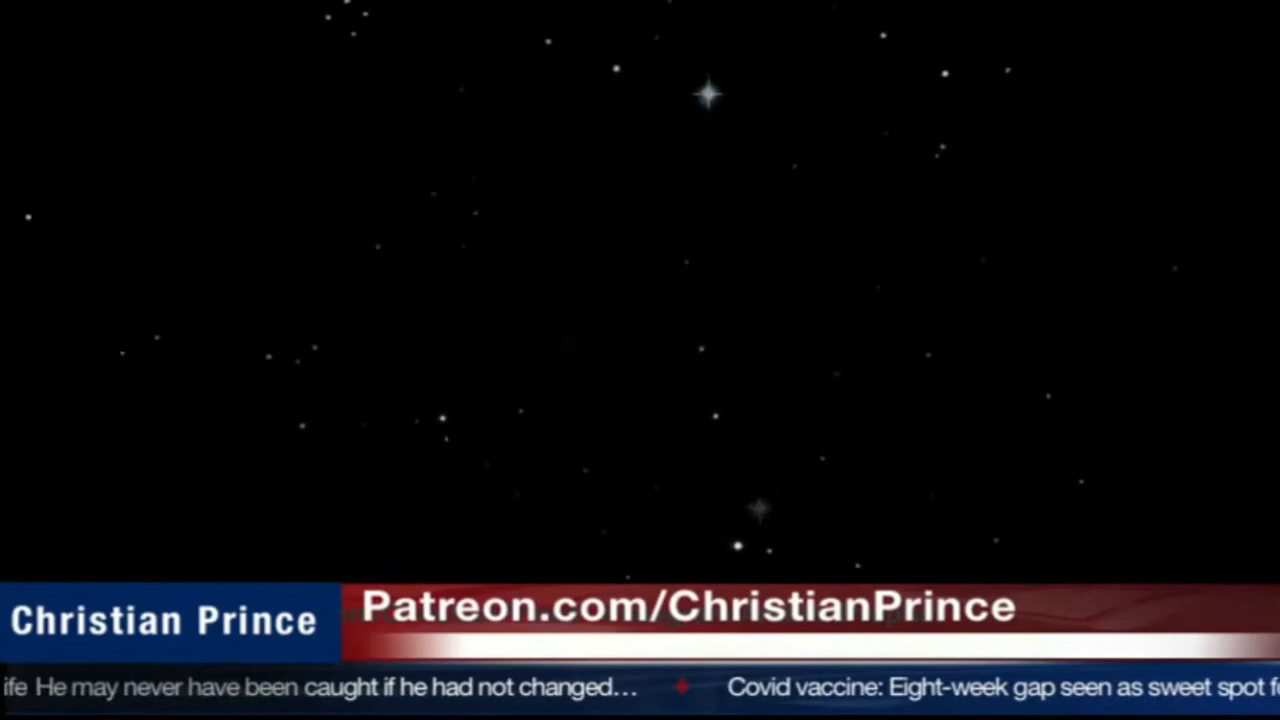 Christian Prince
Patreon.com/ChristianPrince
ife He may never have been caught if he had not changed… Covid vaccine: Eight-week gap seen as sweet spot f